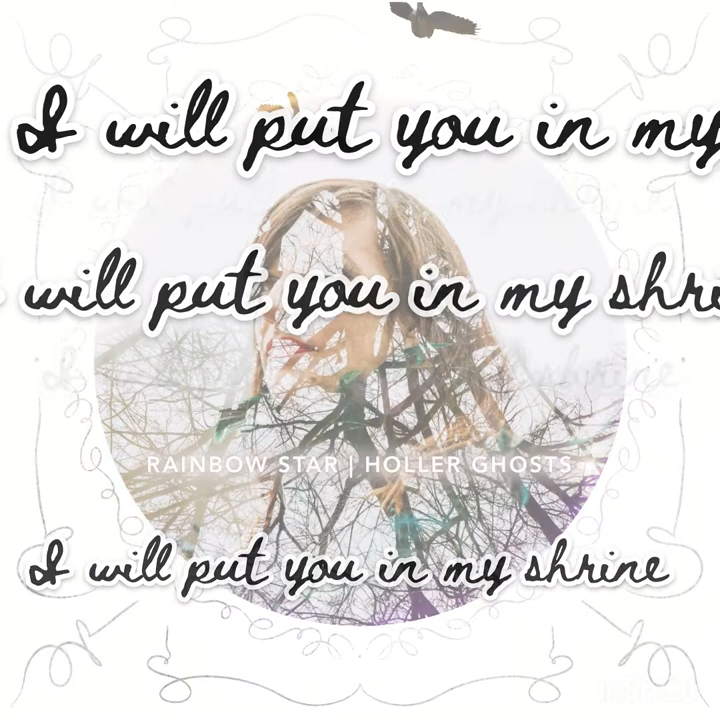 I will put you in my
will put you in my shri
RAINBOW STAR | HOLLER GHOSTS
I will put you in my shrine